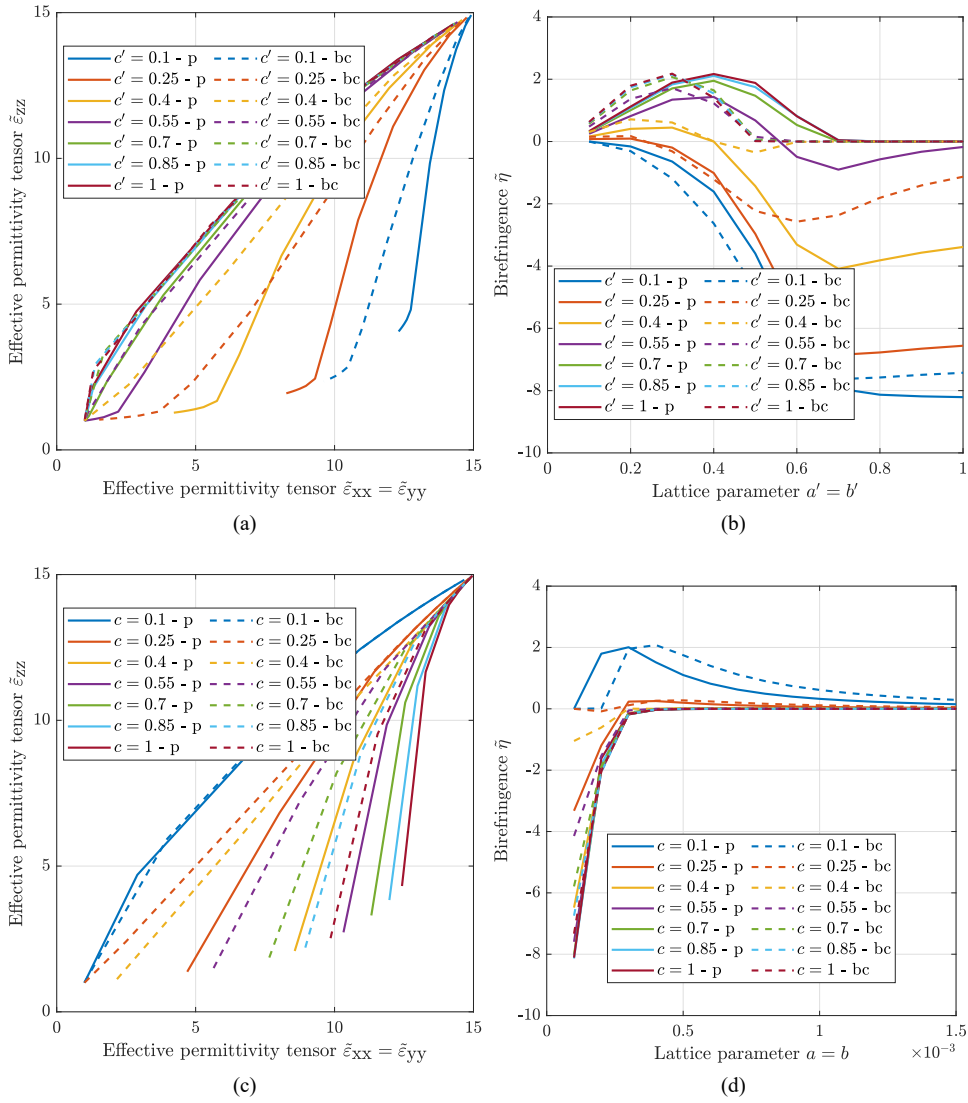 15
10
5
0
Effective permittivity tensor ε̃zz
c′ = 0.1 - p
c′ = 0.25 - p
c′ = 0.4 - p
c′ = 0.55 - p
c′ = 0.7 - p
c′ = 0.85 - p
c′ = 1 - p
c′ = 0.1 - bc
c′ = 0.25 - bc
c′ = 0.4 - bc
c′ = 0.55 - bc
c′ = 0.7 - bc
c′ = 0.85 - bc
c′ = 1 - bc
0 5 10 15
Effective permittivity tensor ε̃xx = ε̃yy
(a)
4
2
0
-2
-4
-6
-8
-10
Birefringence η̃
c′ = 0.1 - p
c′ = 0.25 - p
c′ = 0.4 - p
c′ = 0.55 - p
c′ = 0.7 - p
c′ = 0.85 - p
c′ = 1 - p
c′ = 0.1 - bc
c′ = 0.25 - bc
c′ = 0.4 - bc
c′ = 0.55 - bc
c′ = 0.7 - bc
c′ = 0.85 - bc
c′ = 1 - bc
0 0.2 0.4 0.6 0.8 1
Lattice parameter a′ = b′
(b)
15
10
5
0
Effective permittivity tensor ε̃zz
c = 0.1 - p
c = 0.25 - p
c = 0.4 - p
c = 0.55 - p
c = 0.7 - p
c = 0.85 - p
c = 1 - p
c = 0.1 - bc
c = 0.25 - bc
c = 0.4 - bc
c = 0.55 - bc
c = 0.7 - bc
c = 0.85 - bc
c = 1 - bc
0 5 10 15
Effective permittivity tensor ε̃xx = ε̃yy
(c)
4
2
0
-2
-4
-6
-8
-10
Birefringence η̃
c = 0.1 - p
c = 0.25 - p
c = 0.4 - p
c = 0.55 - p
c = 0.7 - p
c = 0.85 - p
c = 1 - p
c = 0.1 - bc
c = 0.25 - bc
c = 0.4 - bc
c = 0.55 - bc
c = 0.7 - bc
c = 0.85 - bc
c = 1 - bc
0 0.5 1 1.5
Lattice parameter a = b
×10⁻³
(d)